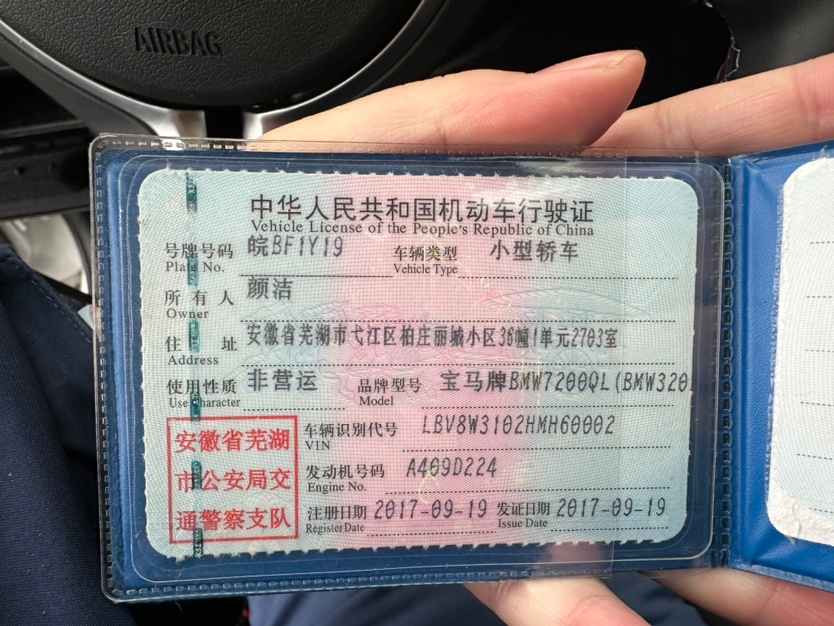 AIRBAG
中华人民共和国机动车行驶证
Vehicle License of the People's Republic of China
号牌号码 皖BF1Y19 车辆类型 小型轿车
Plate No. Vehicle Type
所有人 颜洁
Owner
住址 安徽省芜湖市弋江区柏庄丽城小区36幢1单元2703室
Address
使用性质 非营运 品牌型号 宝马牌BMW7200QL(BMW320
Use Character Model
安徽省芜湖
市公安局交
通警察支队
车辆识别代号 LBV8W3102HMH60002
VIN
发动机号码 A409D224
Engine No.
注册日期 2017-09-19 发证日期 2017-09-19
Register Date Issue Date